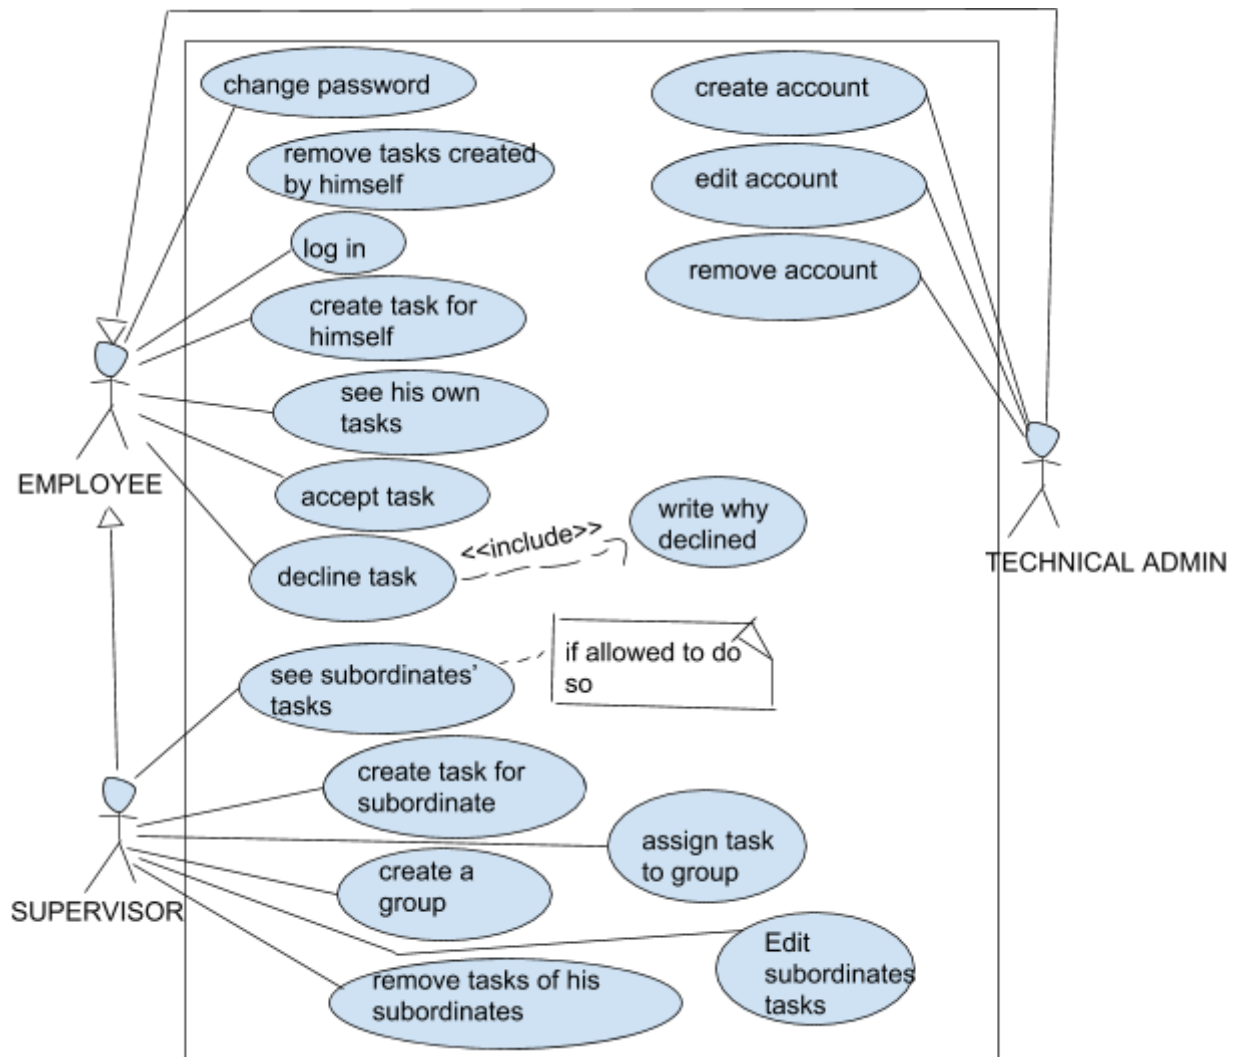 change password
create account
remove tasks created
by himself
edit account
log in
remove account
create task for
himself
see his own
tasks
EMPLOYEE
accept task
write why
declined
<<include>>
decline task
TECHNICAL ADMIN
if allowed to do
so
see subordinates’
tasks
create task for
subordinate
assign task
to group
create a
group
SUPERVISOR
Edit
subordinates
tasks
remove tasks of his
subordinates